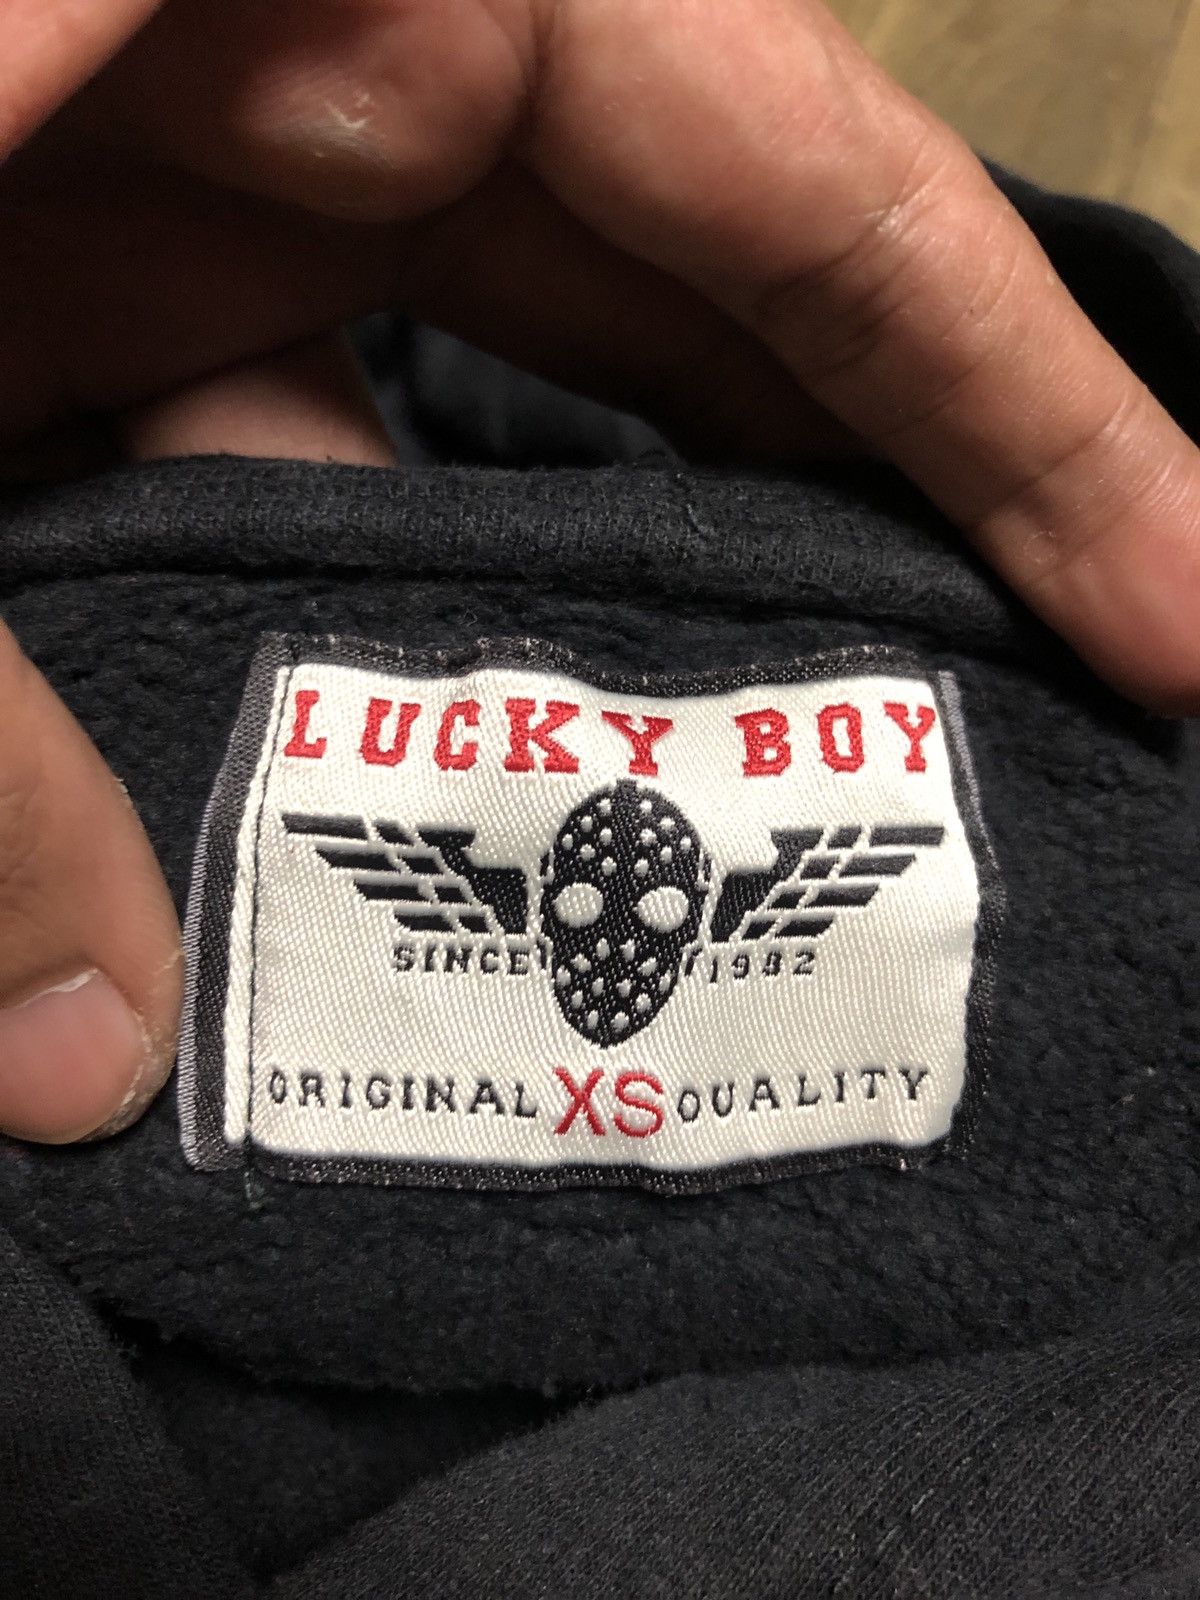 LUCKY BOY
SINCE 1982
ORIGINAL XS QUALITY